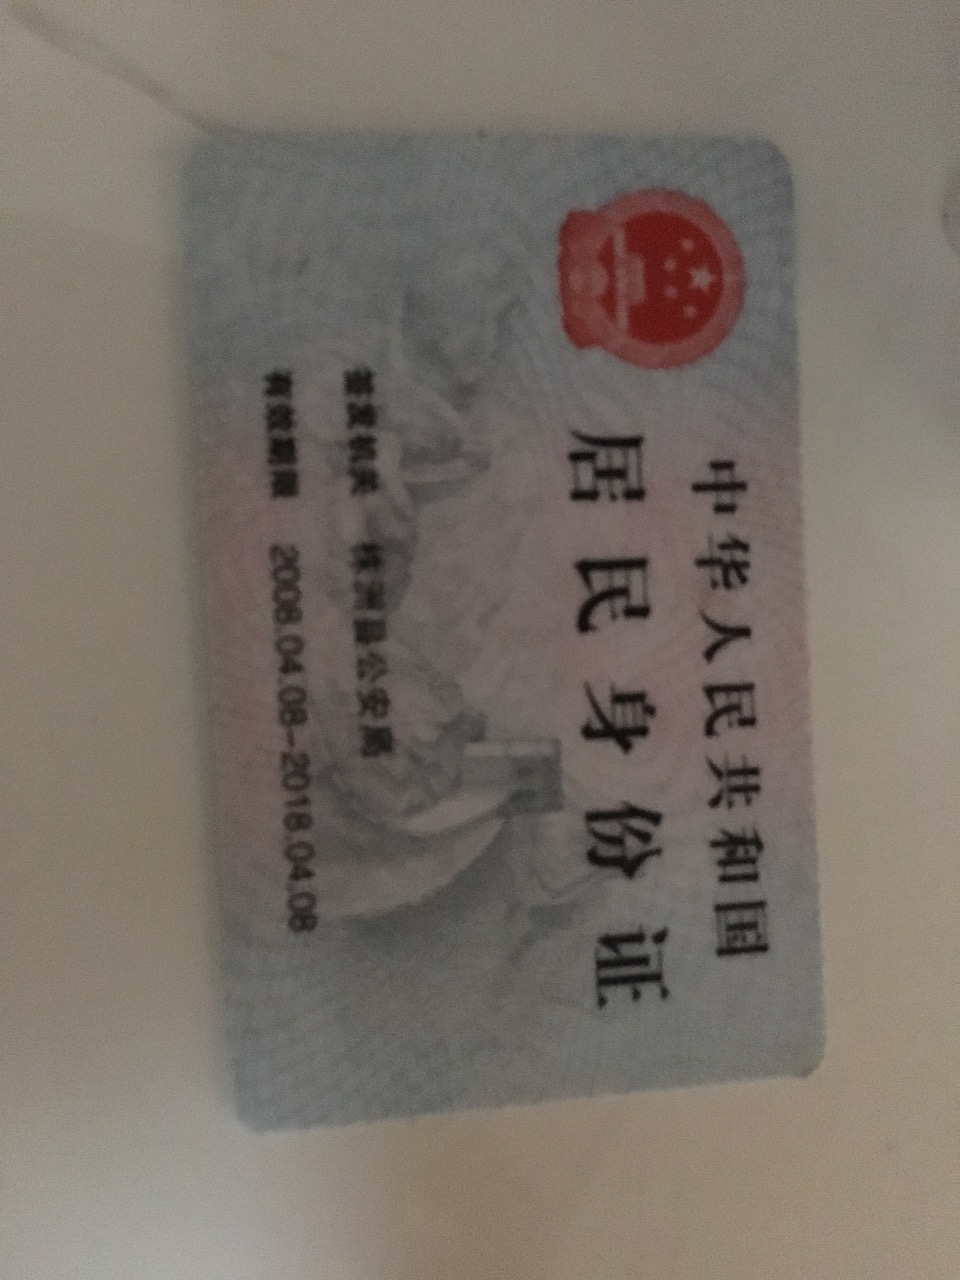 中华人民共和国
居民身份证
签发机关 株洲县公安局
有效期限 2008.04.08-2018.04.08